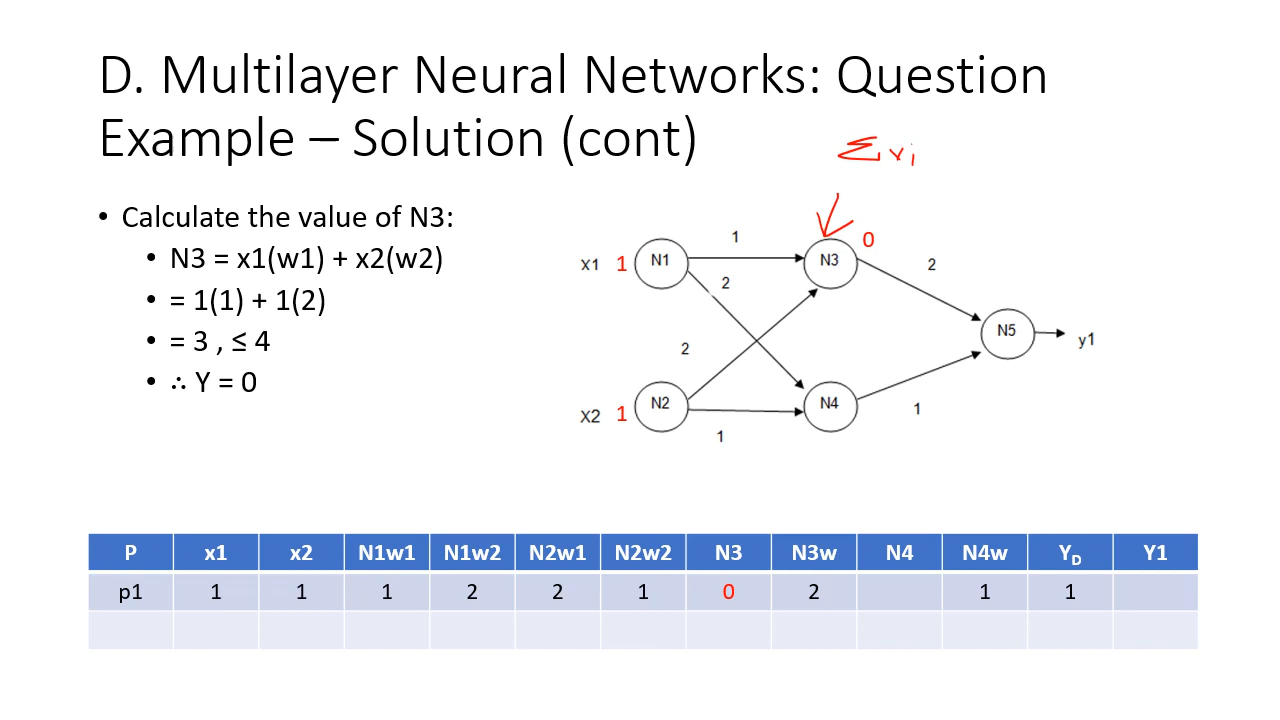 D. Multilayer Neural Networks: Question
Example – Solution (cont)
Σxi
• Calculate the value of N3:
• N3 = x1(w1) + x2(w2)
• = 1(1) + 1(2)
• = 3 , ≤ 4
• ∴ Y = 0
1
0
X1 1 N1 N3
2
2
N5
y1
2
X2 1 N2 N4
1
1
P x1 x2 N1w1 N1w2 N2w1 N2w2 N3 N3w N4 N4w YD Y1
p1 1 1 1 2 2 1 0 2 1 1